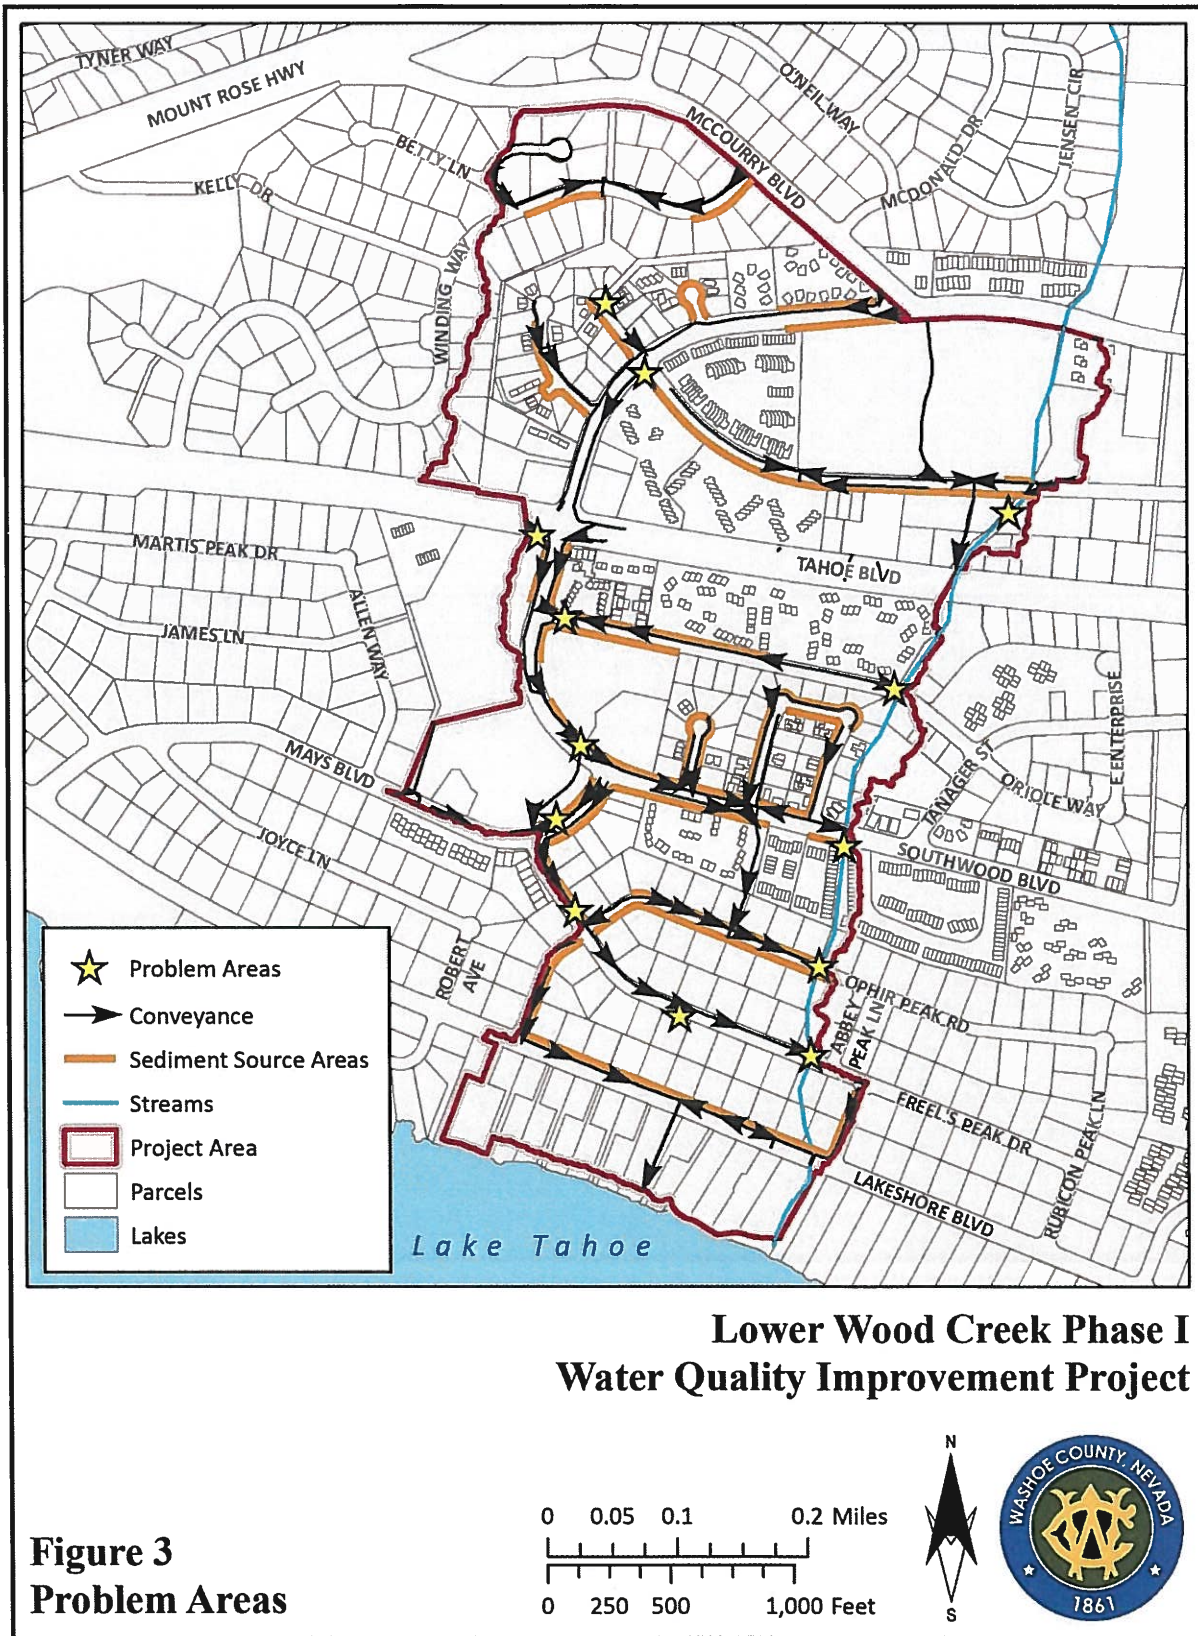 TYNER WAY
MOUNT ROSE HWY
O'NEIL WAY
JENSEN CIR
MCCOURRY BLVD
BETTY LN
MCDONALD DR
KELLY DR
WINDING WAY
MARTIS PEAK DR
TAHOE BLVD
ALLEN WAY
JAMES LN
E ENTERPRISE
MAYS BLVD
TANAGER ST
ORIOLE WAY
JOYCE LN
SOUTHWOOD BLVD
ROBERT AVE
OPHIR PEAK RD
ABBEY PEAK LN
FREEL'S PEAK DR
RUBICON PEAK LN
LAKESHORE BLVD
Lake Tahoe
Problem Areas
Conveyance
Sediment Source Areas
Streams
Project Area
Parcels
Lakes
Lower Wood Creek Phase I
Water Quality Improvement Project
Figure 3
Problem Areas
0 0.05 0.1 0.2 Miles
0 250 500 1,000 Feet
N
S
WASHOE COUNTY, NEVADA
1861